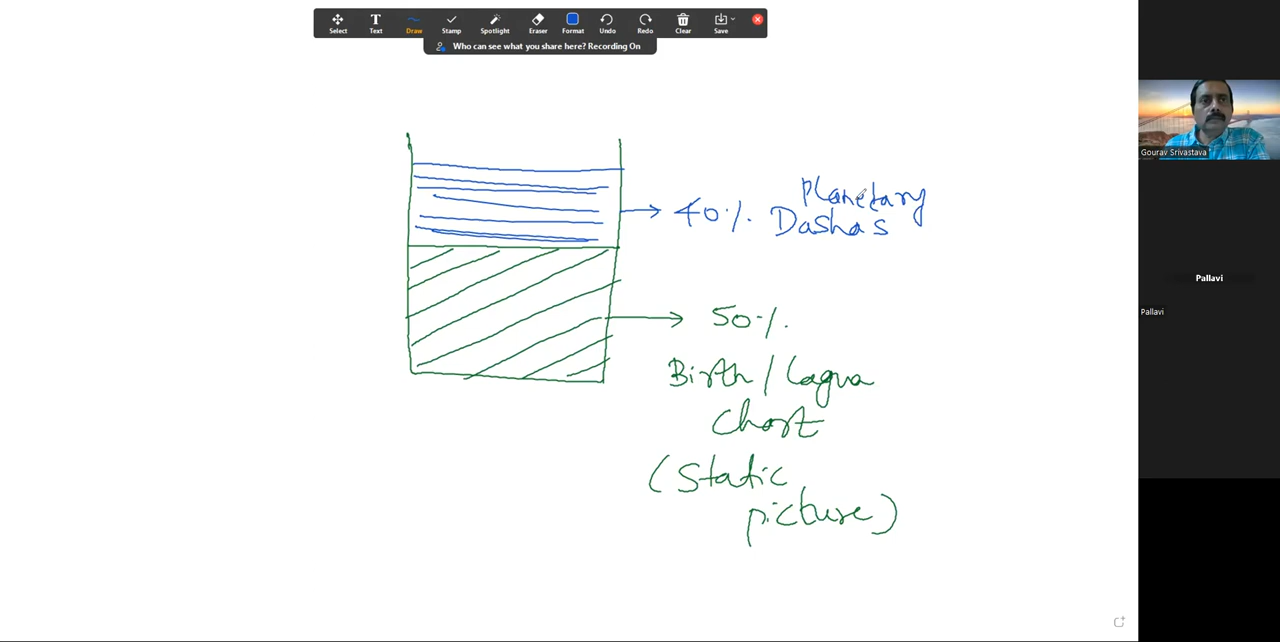 Select Text Draw Stamp Spotlight Eraser Format Undo Redo Clear Save
Who can see what you share here? Recording On
Gourav Srivastava
Planetary
40%. Dashas
Pallavi
Pallavi
50%.
Birth / Lagna
Chart
(Static
picture)